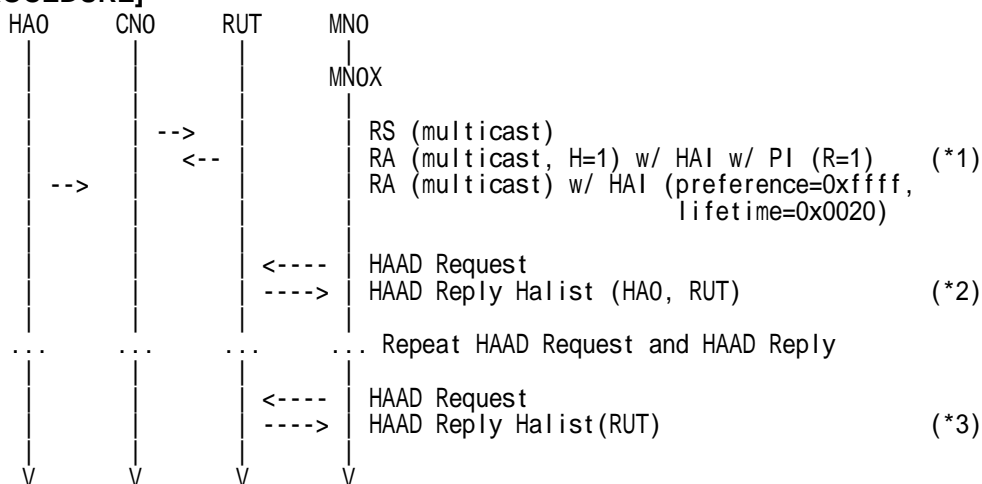 HA0 CN0 RUT MN0
MN0X
--> RS (multicast)
<-- RA (multicast, H=1) w/ HAI w/ PI (R=1) (*1)
--> RA (multicast) w/ HAI (preference=0xffff,
lifetime=0x0020)
<---- HAAD Request
----> HAAD Reply Halist (HA0, RUT) (*2)
... ... ... ... Repeat HAAD Request and HAAD Reply
<---- HAAD Request
----> HAAD Reply Halist(RUT) (*3)
V V V V